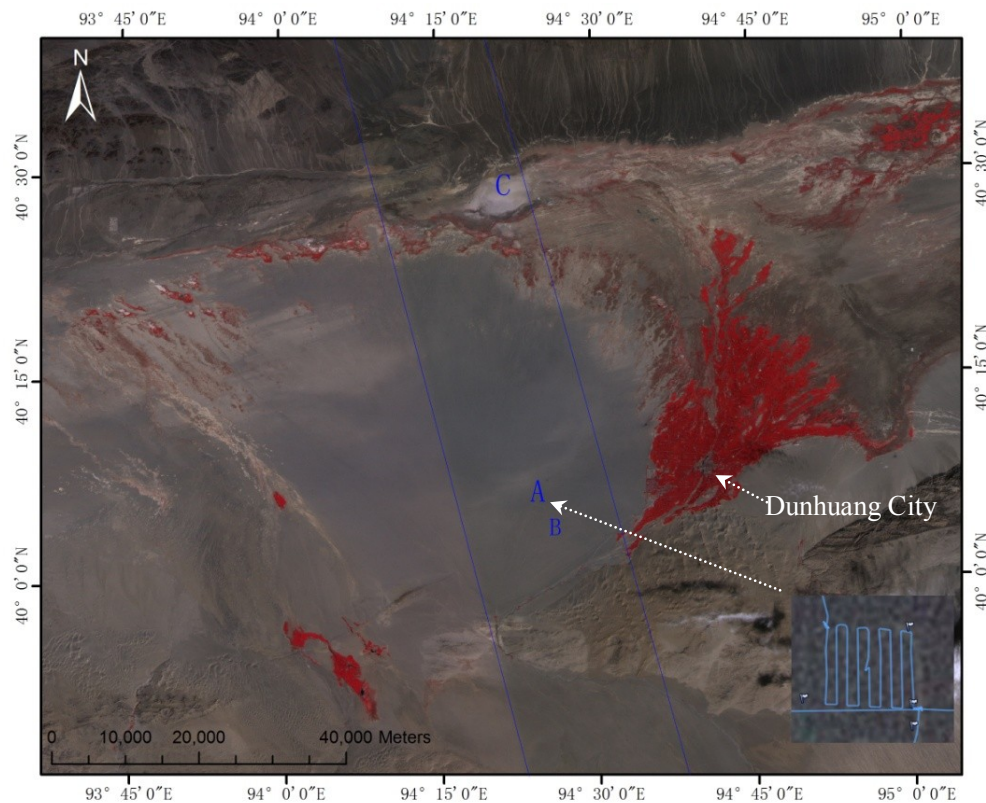 93° 45' 0"E 94° 0' 0"E 94° 15' 0"E 94° 30' 0"E 94° 45' 0"E 95° 0' 0"E
N
40° 30' 0"N 40° 30' 0"N
C
40° 15' 0"N 40° 15' 0"N
A
B
Dunhuang City
40° 0' 0"N 40° 0' 0"N
0 10,000 20,000 40,000 Meters
93° 45' 0"E 94° 0' 0"E 94° 15' 0"E 94° 30' 0"E 94° 45' 0"E 95° 0' 0"E